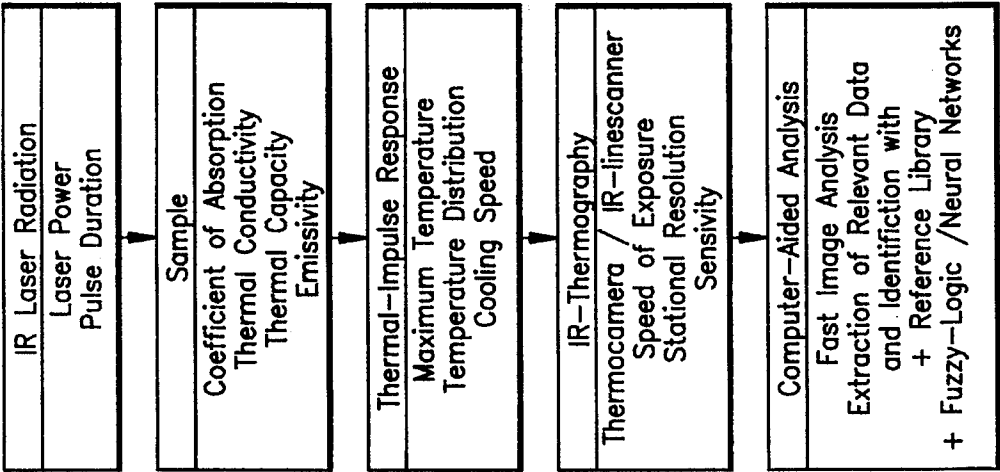 IR Laser Radiation
Laser Power
Pulse Duration
Sample
Coefficient of Absorption
Thermal Conductivity
Thermal Capacity
Emissivity
Thermal-Impulse Response
Maximum Temperature
Temperature Distribution
Cooling Speed
IR-Thermography
Thermocamera / IR-linescanner
Speed of Exposure
Stational Resolution
Sensivity
Computer-Aided Analysis
Fast Image Analysis
Extraction of Relevant Data
and Identifiction with
+ Reference Library
+ Fuzzy-Logic /Neural Networks